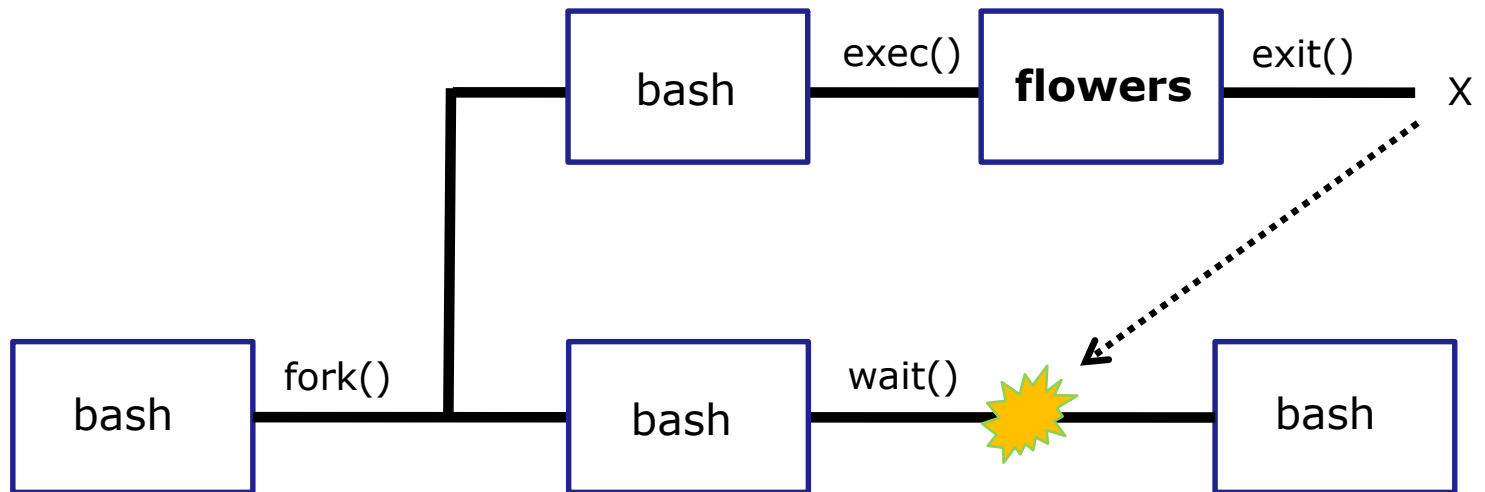 bash
exec()
flowers
exit()
X
bash
fork()
bash
wait()
bash